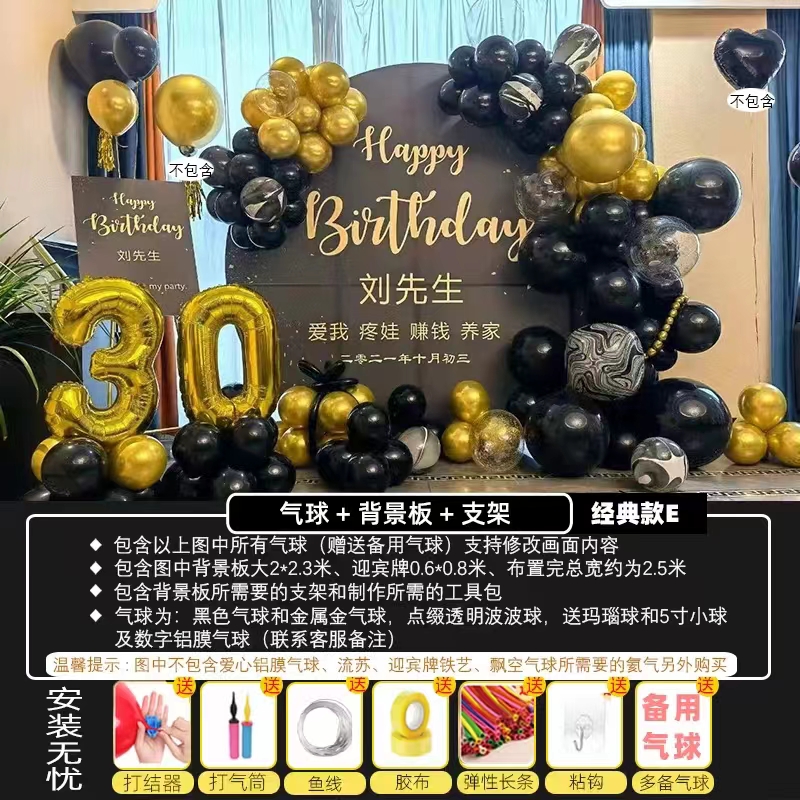 不包含
不包含
Happy
Birthday
刘先生
my party.
Happy
Birthday
刘先生
爱我 疼娃 赚钱 养家
二零二一年十月初三
30
气球+背景板+支架
经典款E
◆ 包含以上图中所有气球（赠送备用气球）支持修改画面内容
◆ 包含图中背景板大2*2.3米、迎宾牌0.6*0.8米、布置完总宽约为2.5米
◆ 包含背景板所需要的支架和制作所需的工具包
◆ 气球为：黑色气球和金属金气球，点缀透明波波球，送玛瑙球和5寸小球
及数字铝膜气球（联系客服备注）
温馨提示：图中不包含爱心铝膜气球、流苏、迎宾牌铁艺、飘空气球所需要的氦气另外购买
安装无忧
送 送 送 送 送 送 送
备用
气球
打结器 打气筒 鱼线 胶布 弹性长条 粘钩 多备气球